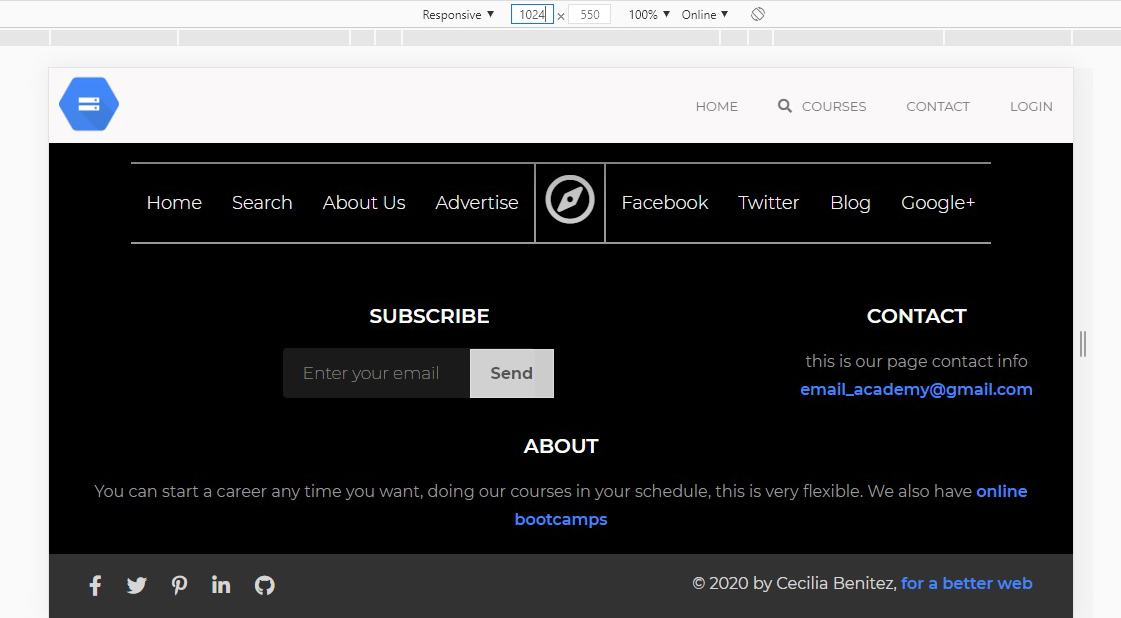 Responsive ▼ 1024 × 550 100% ▼ Online ▼
HOME COURSES CONTACT LOGIN
Home Search About Us Advertise Facebook Twitter Blog Google+
SUBSCRIBE
Enter your email Send
CONTACT
this is our page contact info
email_academy@gmail.com
ABOUT
You can start a career any time you want, doing our courses in your schedule, this is very flexible. We also have online
bootcamps
© 2020 by Cecilia Benitez, for a better web